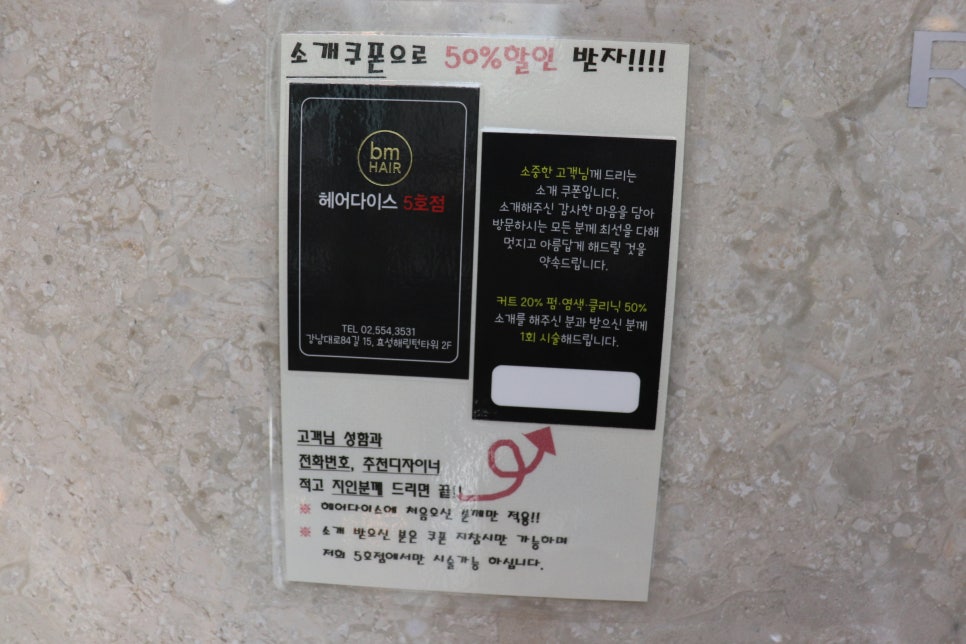 소개쿠폰으로 50%할인 받자!!!!
bm
HAIR
헤어다이스 5호점
TEL 02.554.3531
강남대로84길 15, 효성해링턴타워 2F
소중한 고객님께 드리는
소개 쿠폰입니다.
소개해주신 감사한 마음을 담아
방문하시는 모든 분께 최선을 다해
멋지고 아름답게 해드릴 것을
약속드립니다.
커트 20% 펌·염색·클리닉 50%
소개를 해주신 분과 받으신 분께
1회 시술해드립니다.
고객님 성함과
전화번호, 추천디자이너
적고 지인분께 드리면 끝!!
※ 헤어다이스에 처음오신 분께만 적용!!
※ 소개 받으신 분은 쿠폰 지참시만 가능하며
저희 5호점에서만 시술가능 하십니다.
R